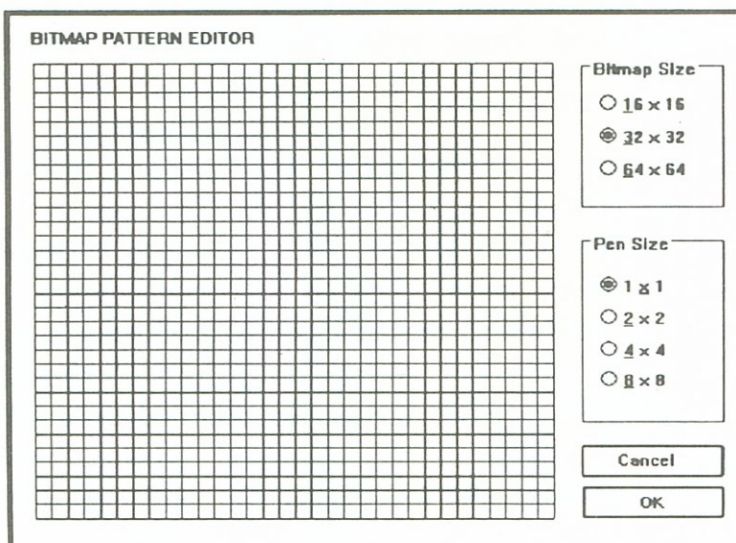 BITMAP PATTERN EDITOR
Bitmap Size
16 × 16
32 × 32
64 × 64
Pen Size
1 x 1
2 × 2
4 × 4
8 × 8
Cancel
OK